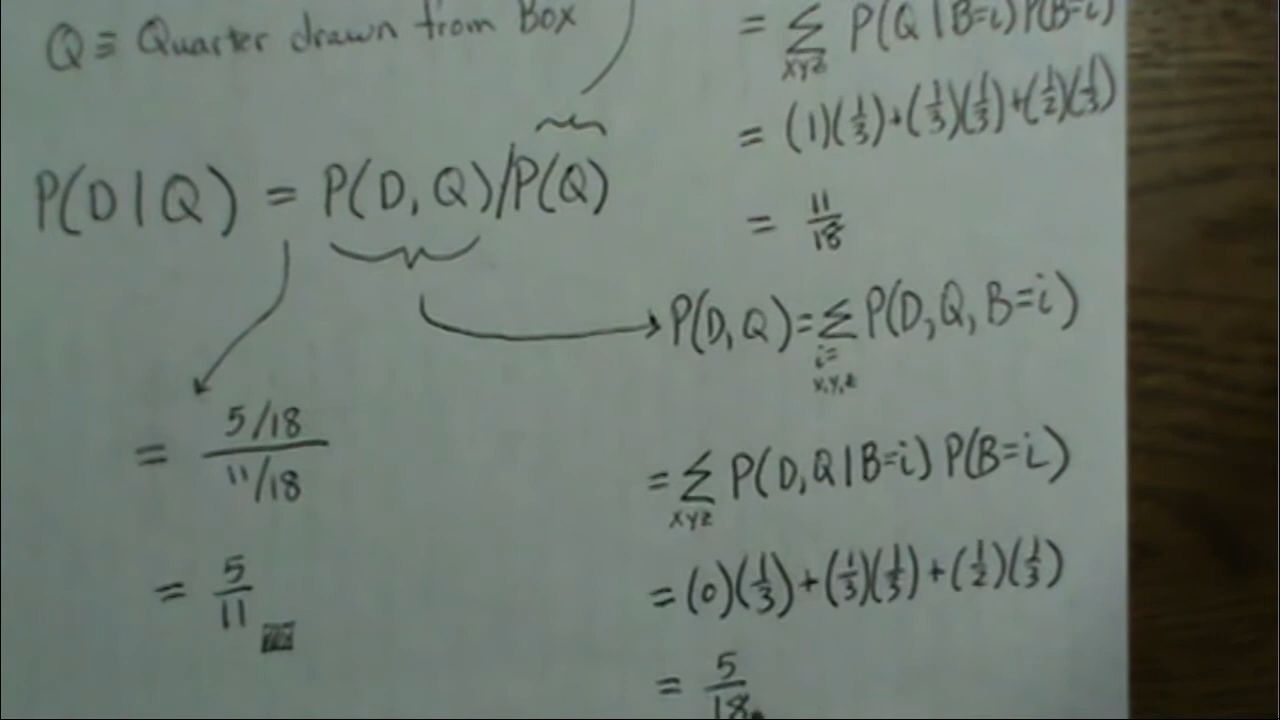 Q ≡ Quarter drawn from Box
P(D|Q) = P(D,Q)/P(Q)
= 5/18 / 11/18
= 5/11
= ∑ P(Q|B=i)P(B=i)
xyz
= (1)(1/3)+(1/3)(1/3)+(1/2)(1/3)
= 11/18
P(D,Q)=∑P(D,Q,B=i)
i=
x,y,z
=∑ P(D,Q|B=i) P(B=i)
xyz
=(0)(1/3)+(1/3)(1/3)+(1/2)(1/3)
= 5/18